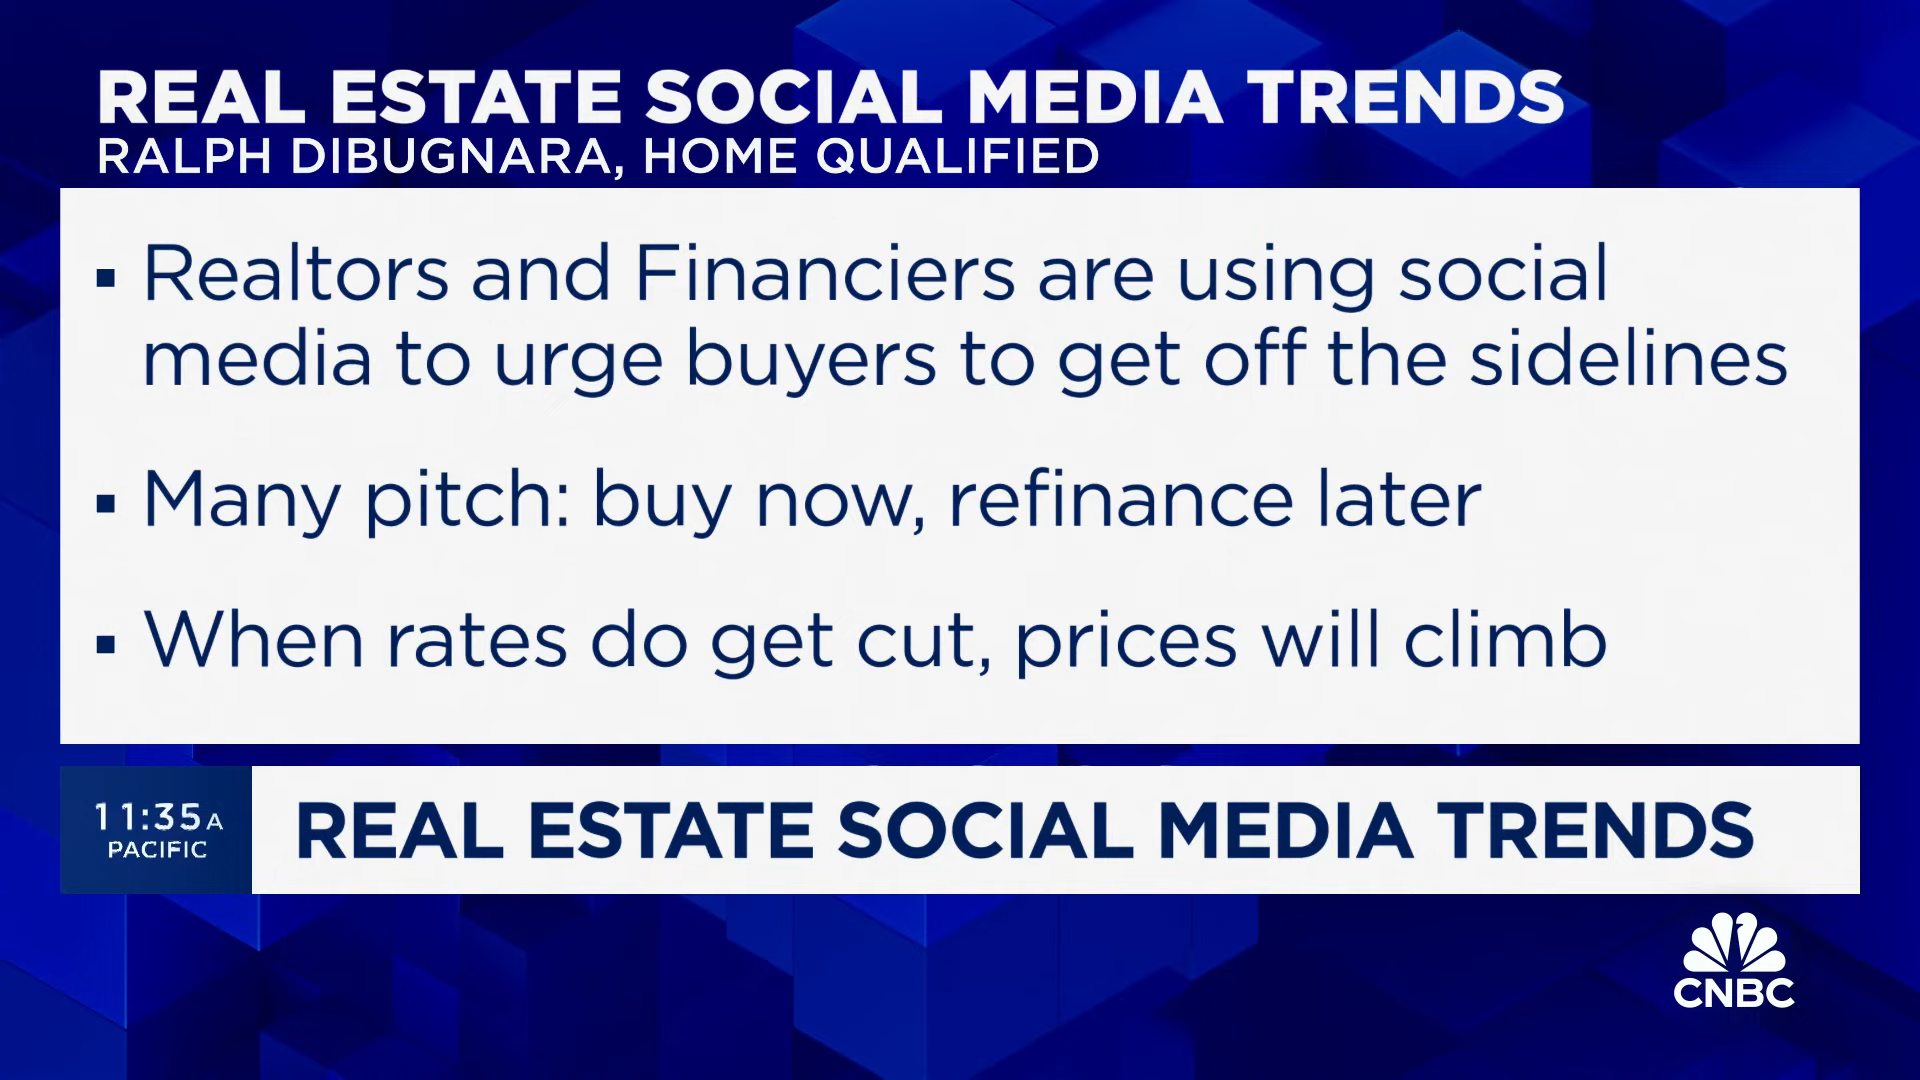 REAL ESTATE SOCIAL MEDIA TRENDS
RALPH DIBUGNARA, HOME QUALIFIED
▪ Realtors and Financiers are using social
media to urge buyers to get off the sidelines
▪ Many pitch: buy now, refinance later
▪ When rates do get cut, prices will climb
11:35A
PACIFIC
REAL ESTATE SOCIAL MEDIA TRENDS
CNBC